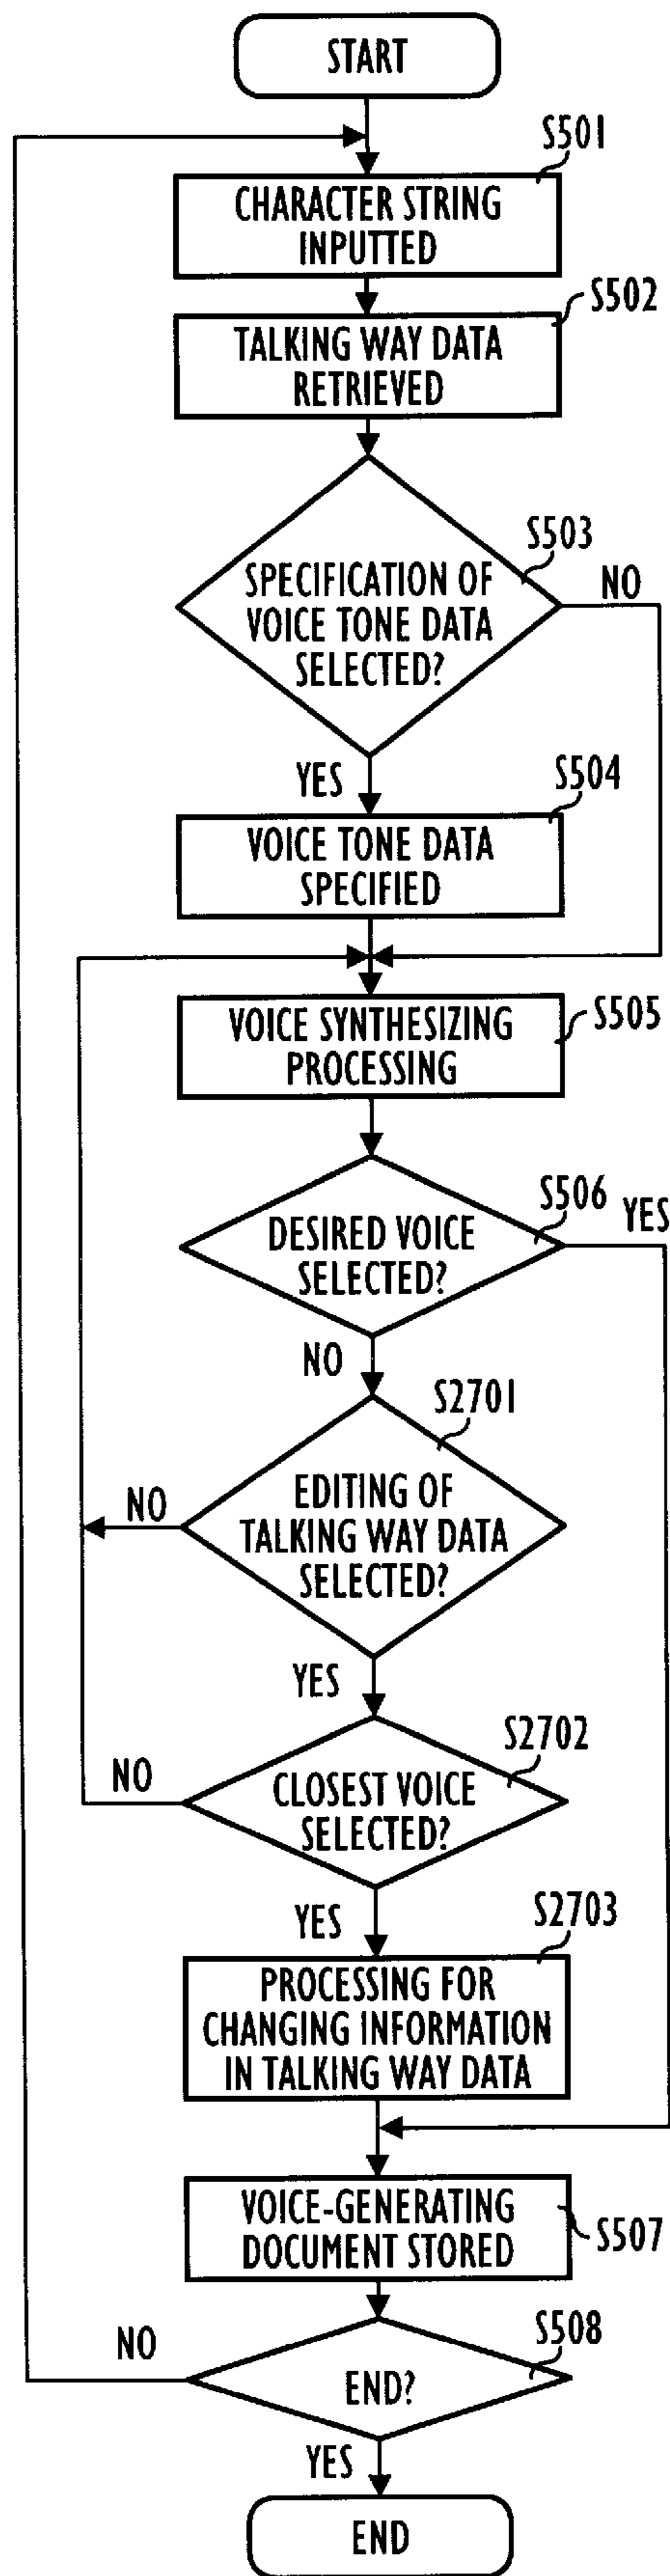 START
S501
CHARACTER STRING
INPUTTED
S502
TALKING WAY DATA
RETRIEVED
S503
SPECIFICATION OF
VOICE TONE DATA
SELECTED?
NO
YES
S504
VOICE TONE DATA
SPECIFIED
VOICE SYNTHESIZING
PROCESSING
S505
S506
YES
DESIRED VOICE
SELECTED?
NO
S2701
EDITING OF
TALKING WAY DATA
SELECTED?
NO
YES
S2702
CLOSEST VOICE
SELECTED?
NO
YES
S2703
PROCESSING FOR
CHANGING INFORMATION
IN TALKING WAY DATA
VOICE-GENERATING
DOCUMENT STORED
S507
S508
NO
END?
YES
END